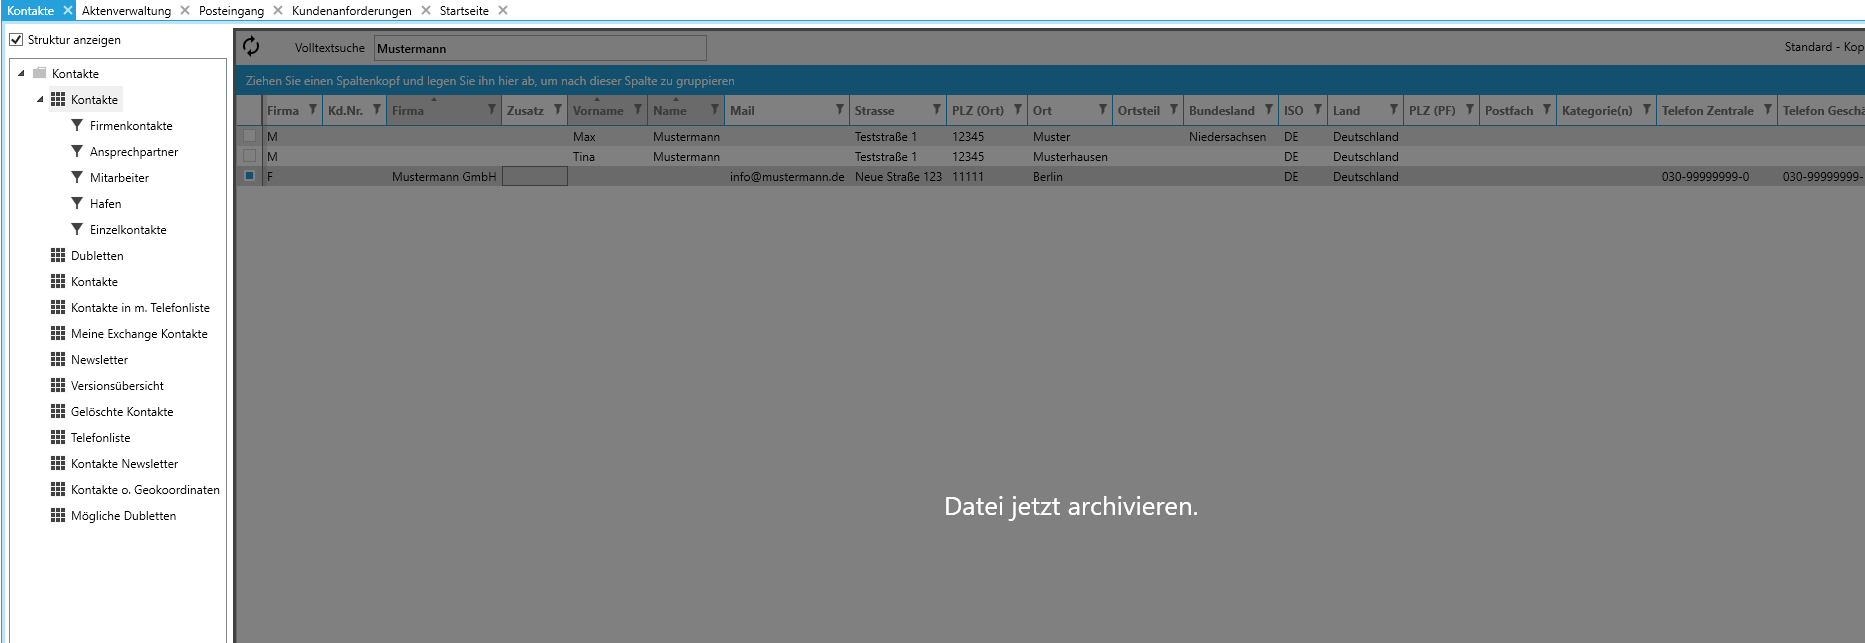 Kontakte Aktenverwaltung Posteingang Kundenanforderungen Startseite
Struktur anzeigen
Kontakte
Kontakte
Firmenkontakte
Ansprechpartner
Mitarbeiter
Hafen
Einzelkontakte
Dubletten
Kontakte
Kontakte in m. Telefonliste
Meine Exchange Kontakte
Newsletter
Versionsübersicht
Gelöschte Kontakte
Telefonliste
Kontakte Newsletter
Kontakte o. Geokoordinaten
Mögliche Dubletten
Volltextsuche Mustermann Standard - Kop
Ziehen Sie einen Spaltenkopf und legen Sie ihn hier ab, um nach dieser Spalte zu gruppieren
Firma Kd.Nr. Firma Zusatz Vorname Name Mail Strasse PLZ (Ort) Ort Ortsteil Bundesland ISO Land PLZ (PF) Postfach Kategorie(n) Telefon Zentrale Telefon Geschä
M Max Mustermann Teststraße 1 12345 Muster Niedersachsen DE Deutschland
M Tina Mustermann Teststraße 1 12345 Musterhausen DE Deutschland
F Mustermann GmbH info@mustermann.de Neue Straße 123 11111 Berlin DE Deutschland 030-99999999-0 030-99999999-
Datei jetzt archivieren.